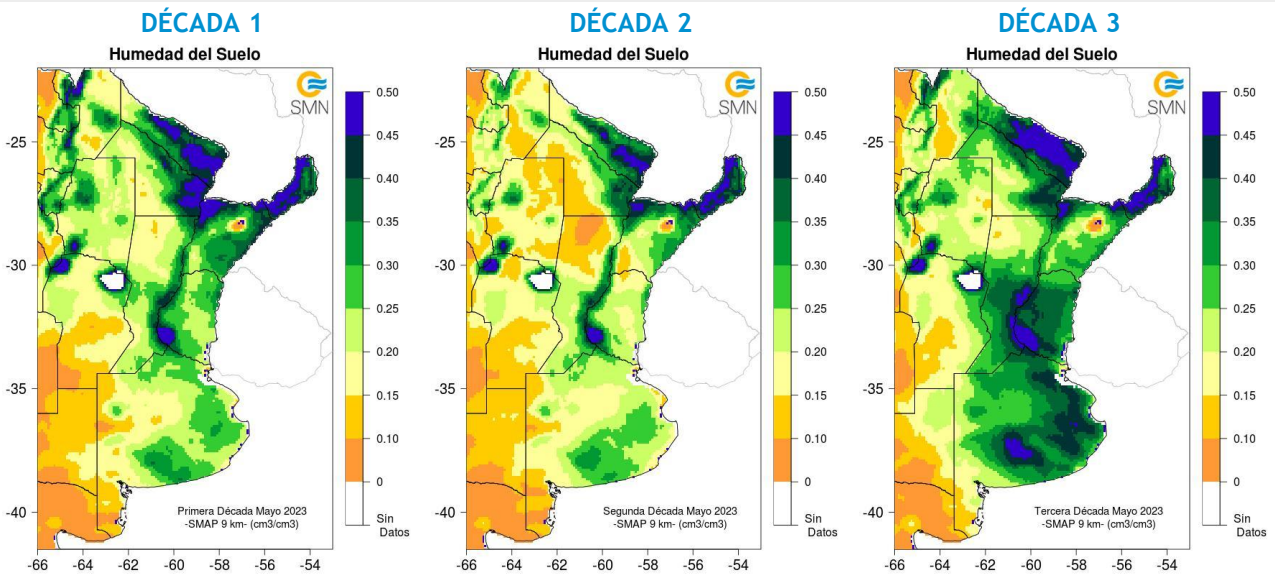 DÉCADA 1
Humedad del Suelo
SMN
0.50
0.45
0.40
0.35
0.30
0.25
0.20
0.15
0.10
0
Sin
Datos
-25
-30
-35
-40
Primera Década Mayo 2023
-SMAP 9 km- (cm3/cm3)
-66 -64 -62 -60 -58 -56 -54
DÉCADA 2
Humedad del Suelo
SMN
0.50
0.45
0.40
0.35
0.30
0.25
0.20
0.15
0.10
0
Sin
Datos
-25
-30
-35
-40
Segunda Década Mayo 2023
-SMAP 9 km- (cm3/cm3)
-66 -64 -62 -60 -58 -56 -54
DÉCADA 3
Humedad del Suelo
SMN
0.50
0.45
0.40
0.35
0.30
0.25
0.20
0.15
0.10
0
Sin
Datos
-25
-30
-35
-40
Tercera Década Mayo 2023
-SMAP 9 km- (cm3/cm3)
-66 -64 -62 -60 -58 -56 -54